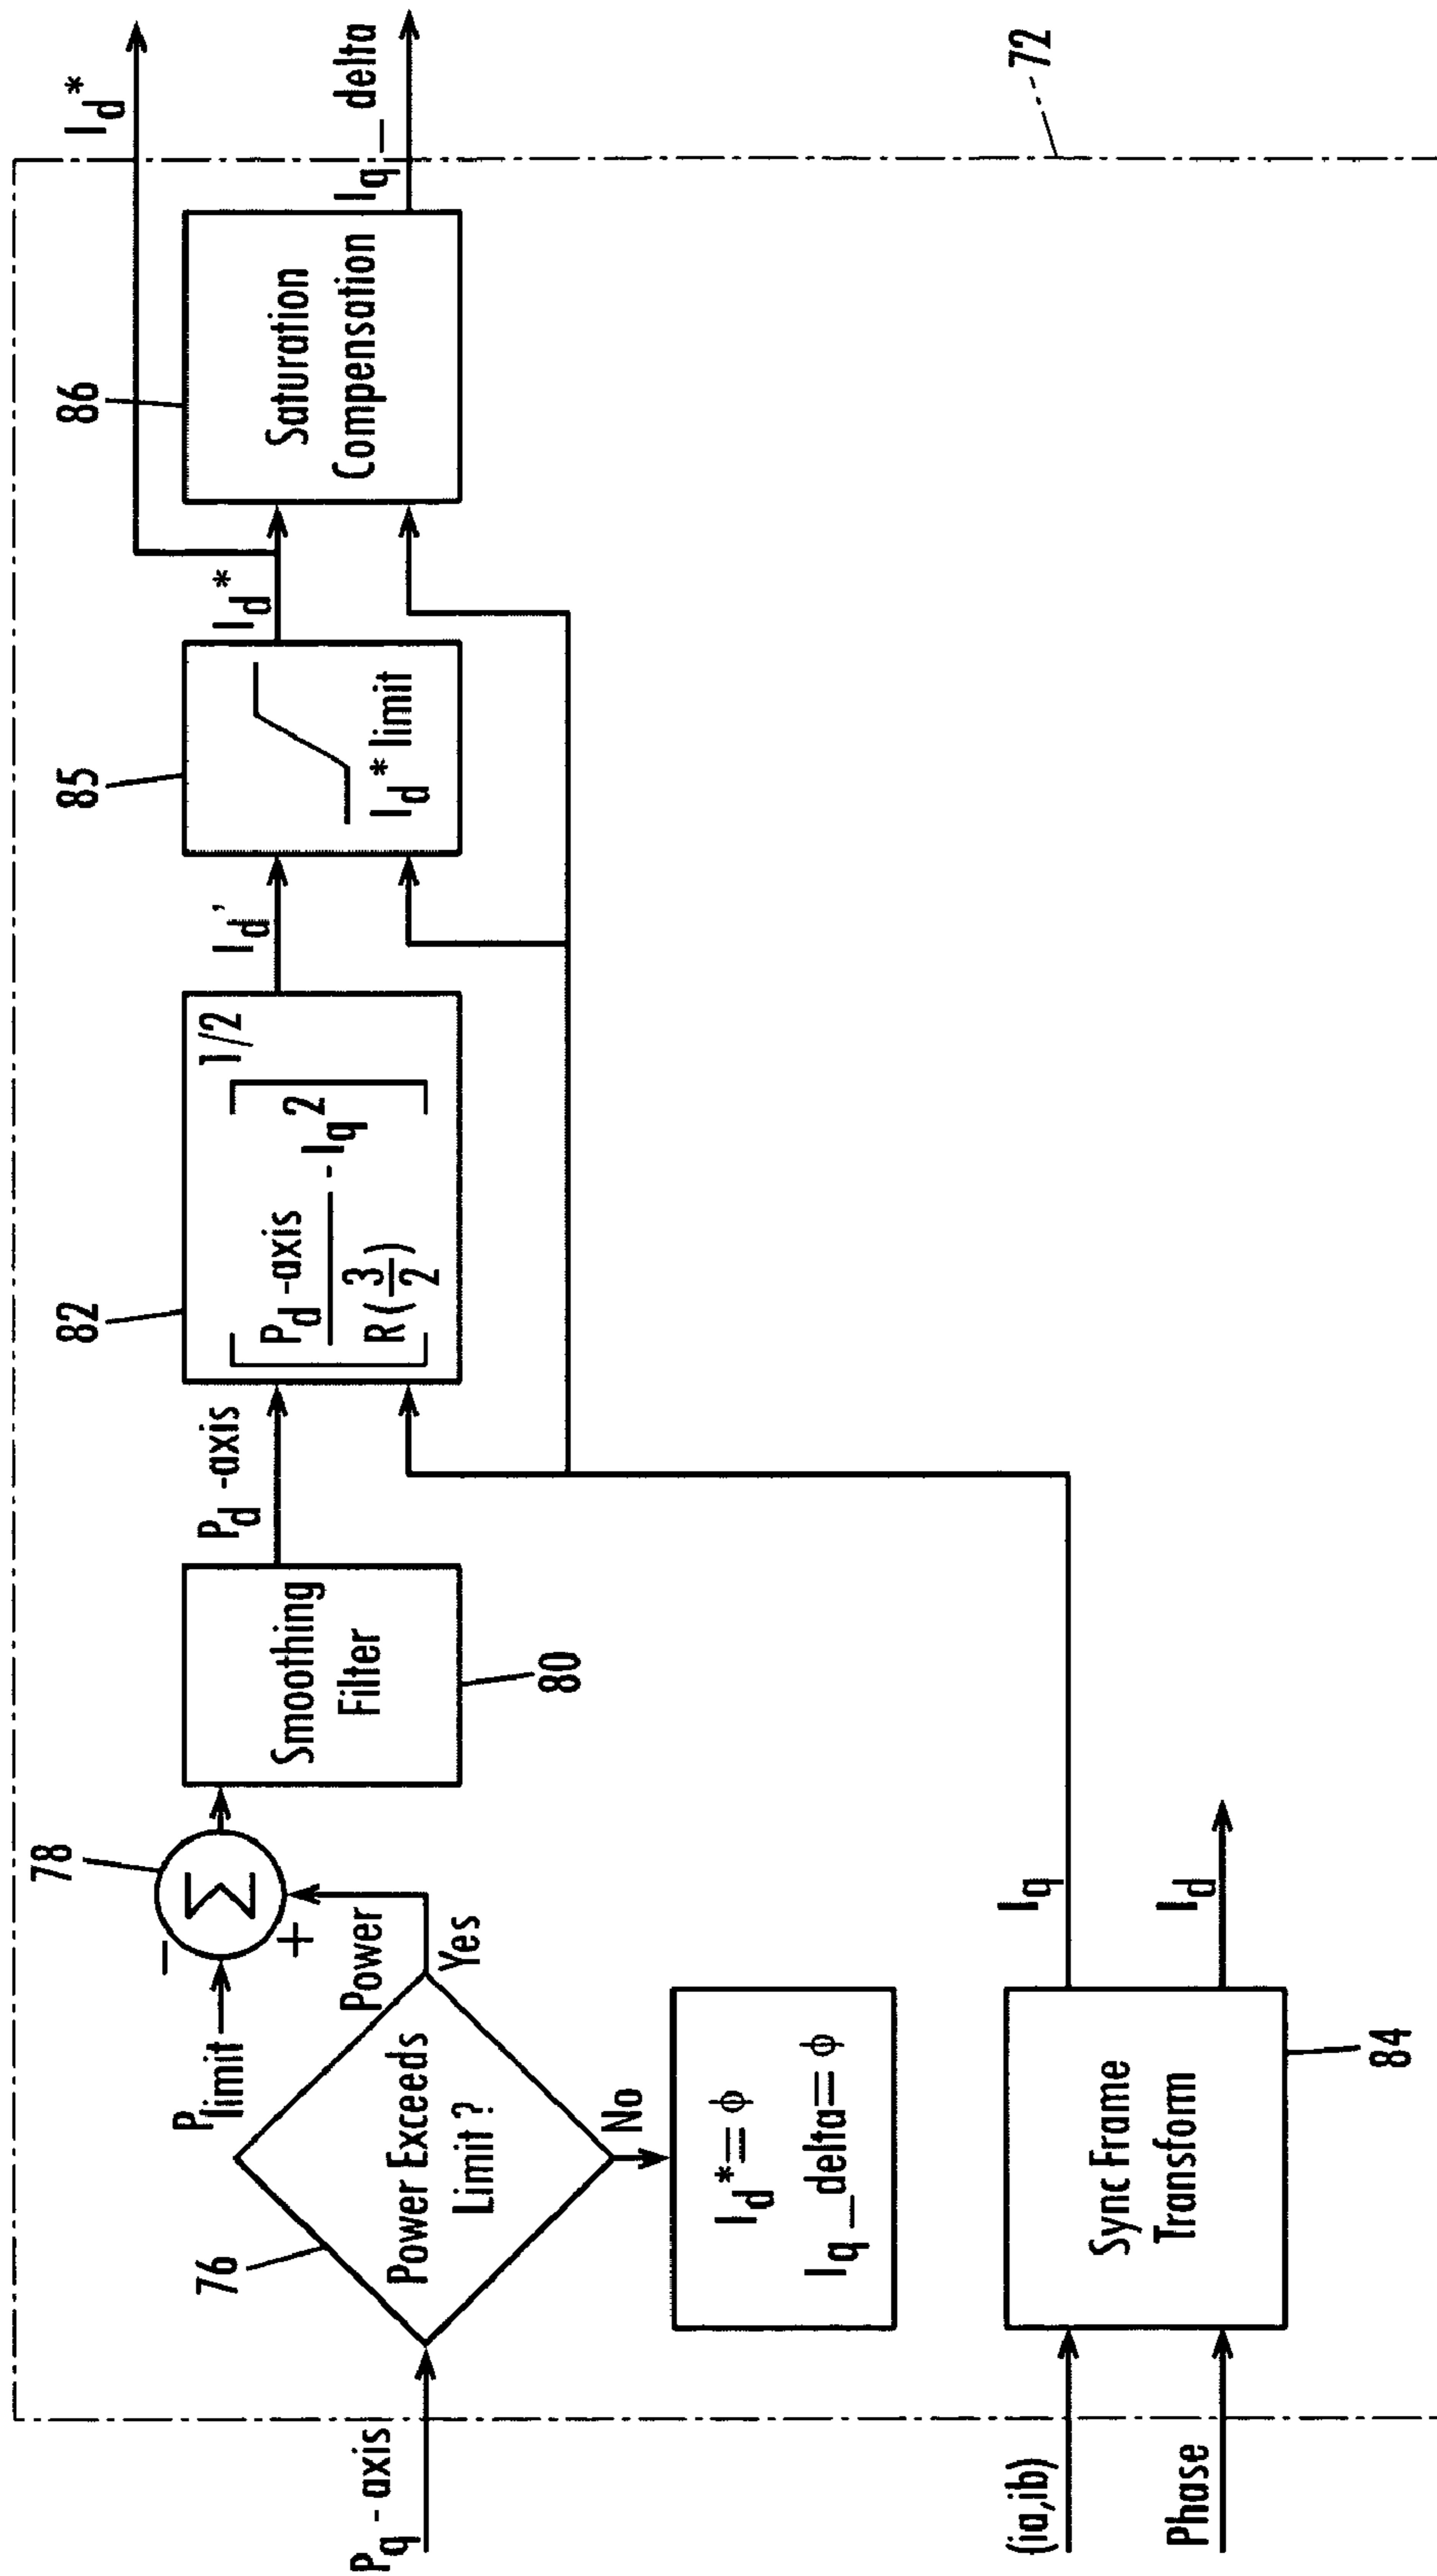 I_d*
I_q_delta
72
86
Saturation
Compensation
I_d*
85
I_d* limit
I_d'
82
[P_d-axis / R(3/2) - I_q^2]^1/2
P_d-axis
Smoothing
Filter
80
78
Σ
-
+
P_limit
Power
Yes
76
Power Exceeds
Limit ?
No
I_d*=ϕ
I_q_delta=ϕ
P_q-axis
I_q
I_d
Sync Frame
Transform
84
(ia,ib)
Phase